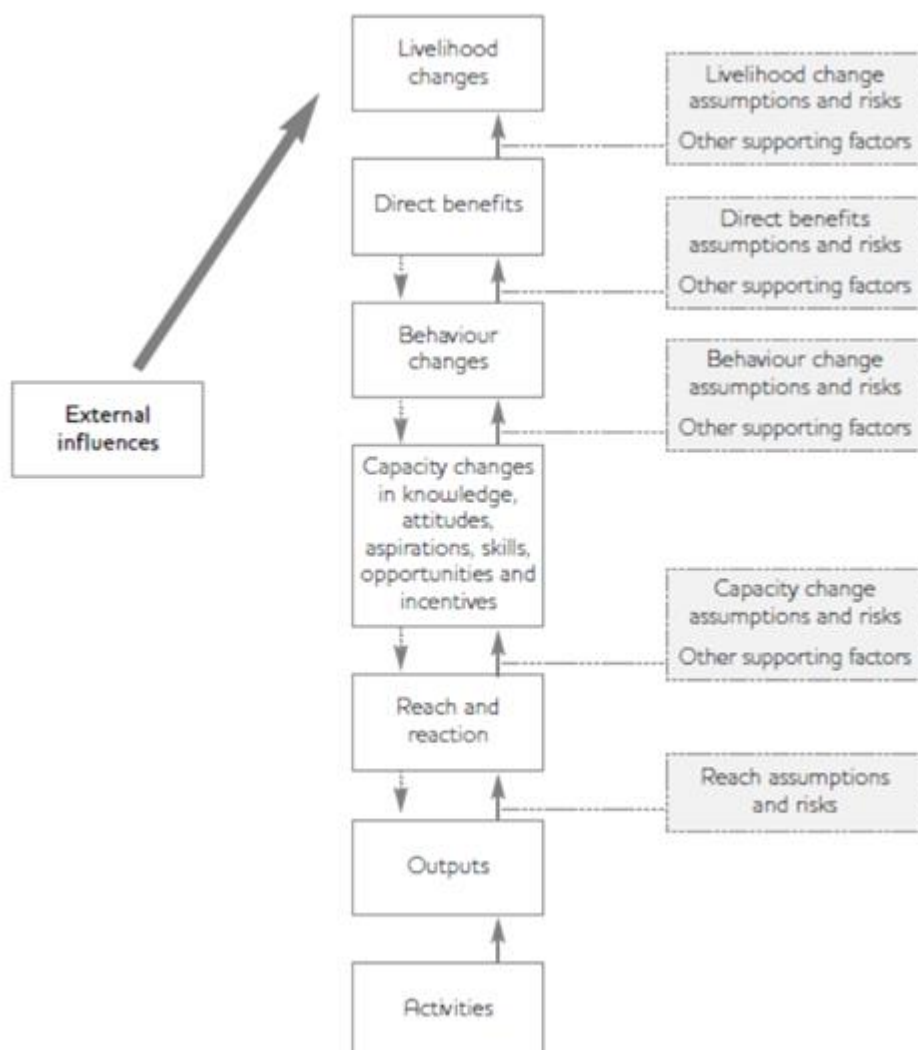 Livelihood
changes
Livelihood change
assumptions and risks
Other supporting factors
Direct benefits
Direct benefits
assumptions and risks
Other supporting factors
Behaviour
changes
Behaviour change
assumptions and risks
Other supporting factors
External
influences
Capacity changes
in knowledge,
attitudes,
aspirations, skills,
opportunities and
incentives
Capacity change
assumptions and risks
Other supporting factors
Reach and
reaction
Reach assumptions
and risks
Outputs
Activities